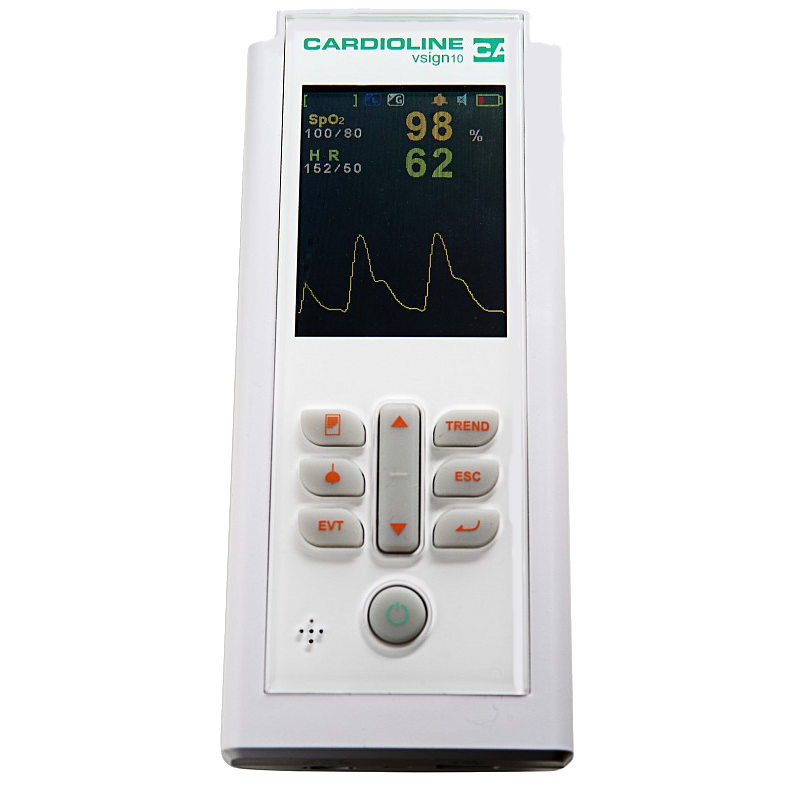 CARDIOLINE CA
vsign10
[ ] G
SpO2
100/80
98 %
H R
152/50
62
TREND
ESC
EVT